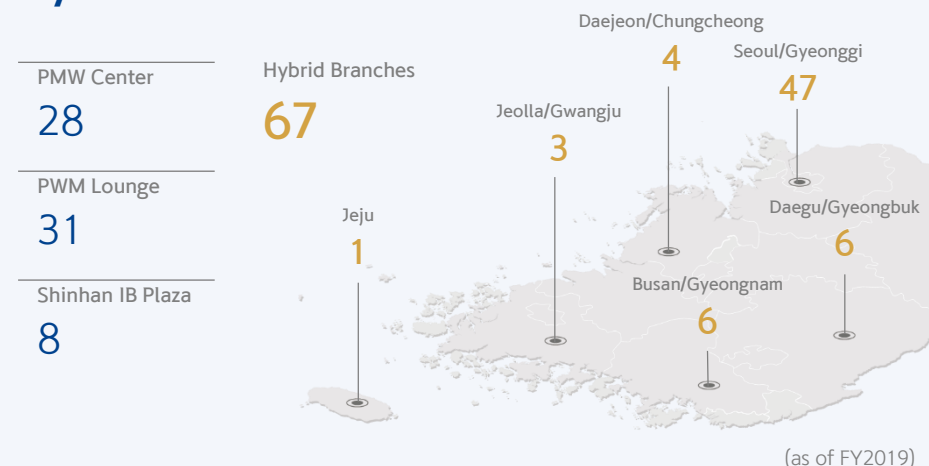 PMW Center
28
PWM Lounge
31
Shinhan IB Plaza
8
Hybrid Branches
67
Jeju
1
Jeolla/Gwangju
3
Daejeon/Chungcheong
4
Seoul/Gyeonggi
47
Daegu/Gyeongbuk
6
Busan/Gyeongnam
6
(as of FY2019)